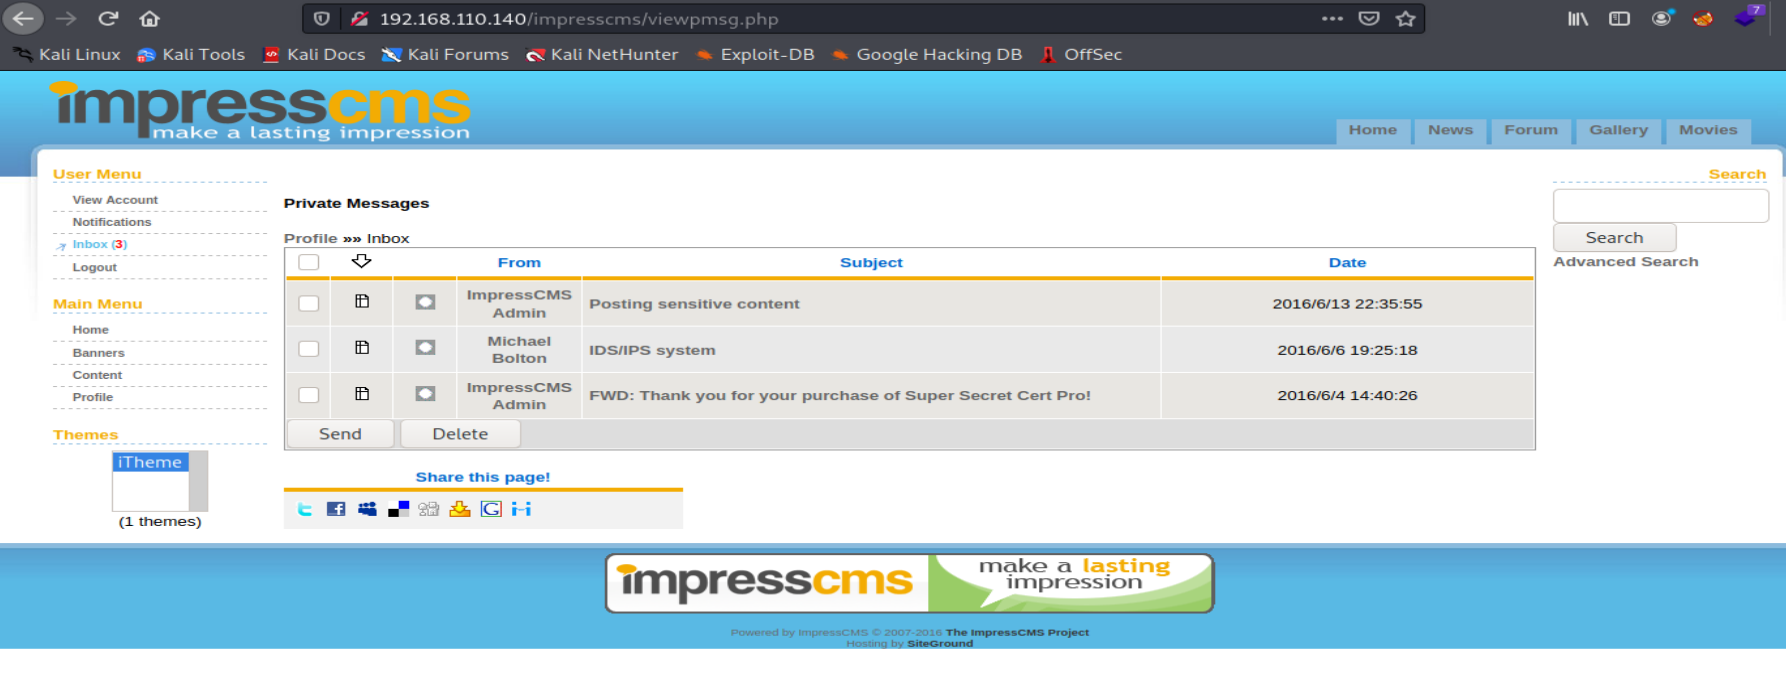 192.168.110.140/impresscms/viewpmsg.php
7
Kali Linux Kali Tools Kali Docs Kali Forums Kali NetHunter Exploit-DB Google Hacking DB OffSec
impresscms
make a lasting impression
Home News Forum Gallery Movies
User Menu
View Account
Notifications
Inbox (3)
Logout
Main Menu
Home
Banners
Content
Profile
Themes
iTheme
(1 themes)
Private Messages
Profile »» Inbox
From Subject Date
ImpressCMS Admin Posting sensitive content 2016/6/13 22:35:55
Michael Bolton IDS/IPS system 2016/6/6 19:25:18
ImpressCMS Admin FWD: Thank you for your purchase of Super Secret Cert Pro! 2016/6/4 14:40:26
Send Delete
Share this page!
Search
Search
Advanced Search
impresscms make a lasting impression
Powered by ImpressCMS © 2007-2016 The ImpressCMS Project
Hosting by SiteGround